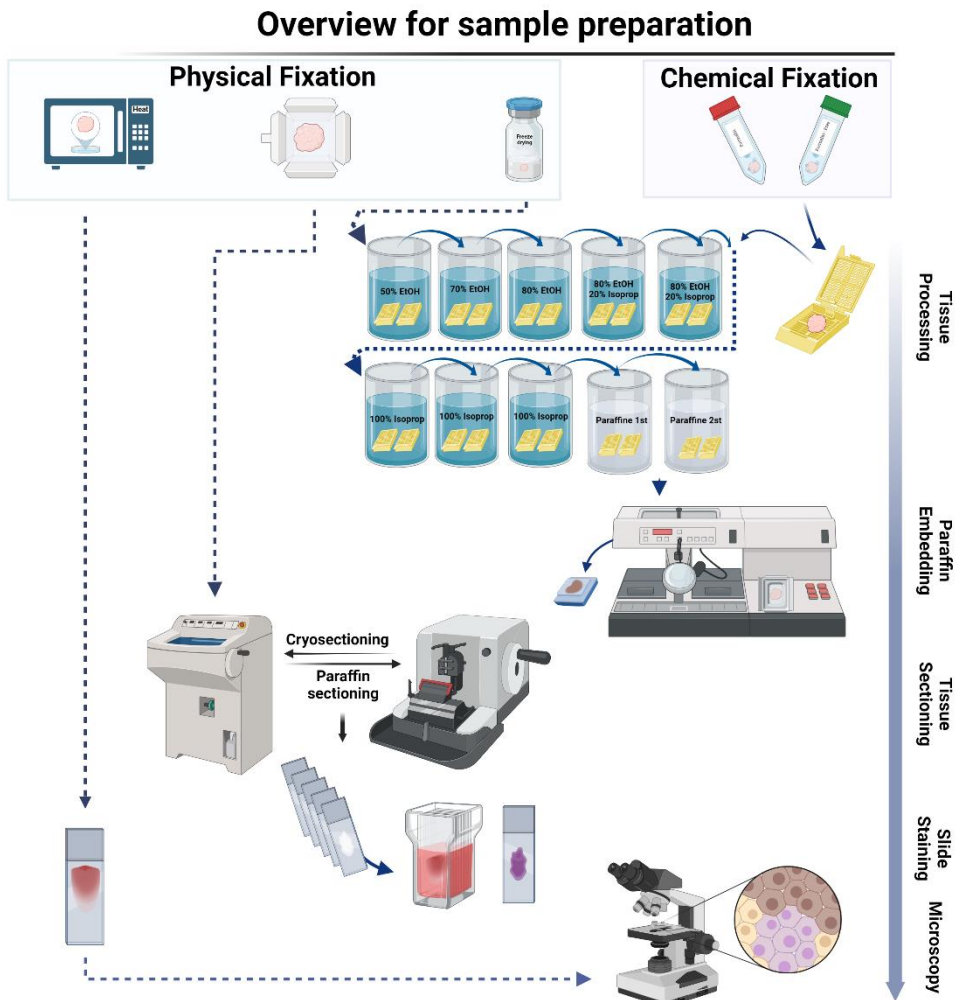 Overview for sample preparation
Physical Fixation
Chemical Fixation
Heat
Freeze
drying
Formalin
50% EtOH
70% EtOH
80% EtOH
80% EtOH
20% Isoprop
80% EtOH
20% Isoprop
100% Isoprop
100% Isoprop
100% Isoprop
Paraffine 1st
Paraffine 2st
Cryosectioning
Paraffin
sectioning
Tissue
Processing
Paraffin
Embedding
Tissue
Sectioning
Slide
Staining
Microscopy